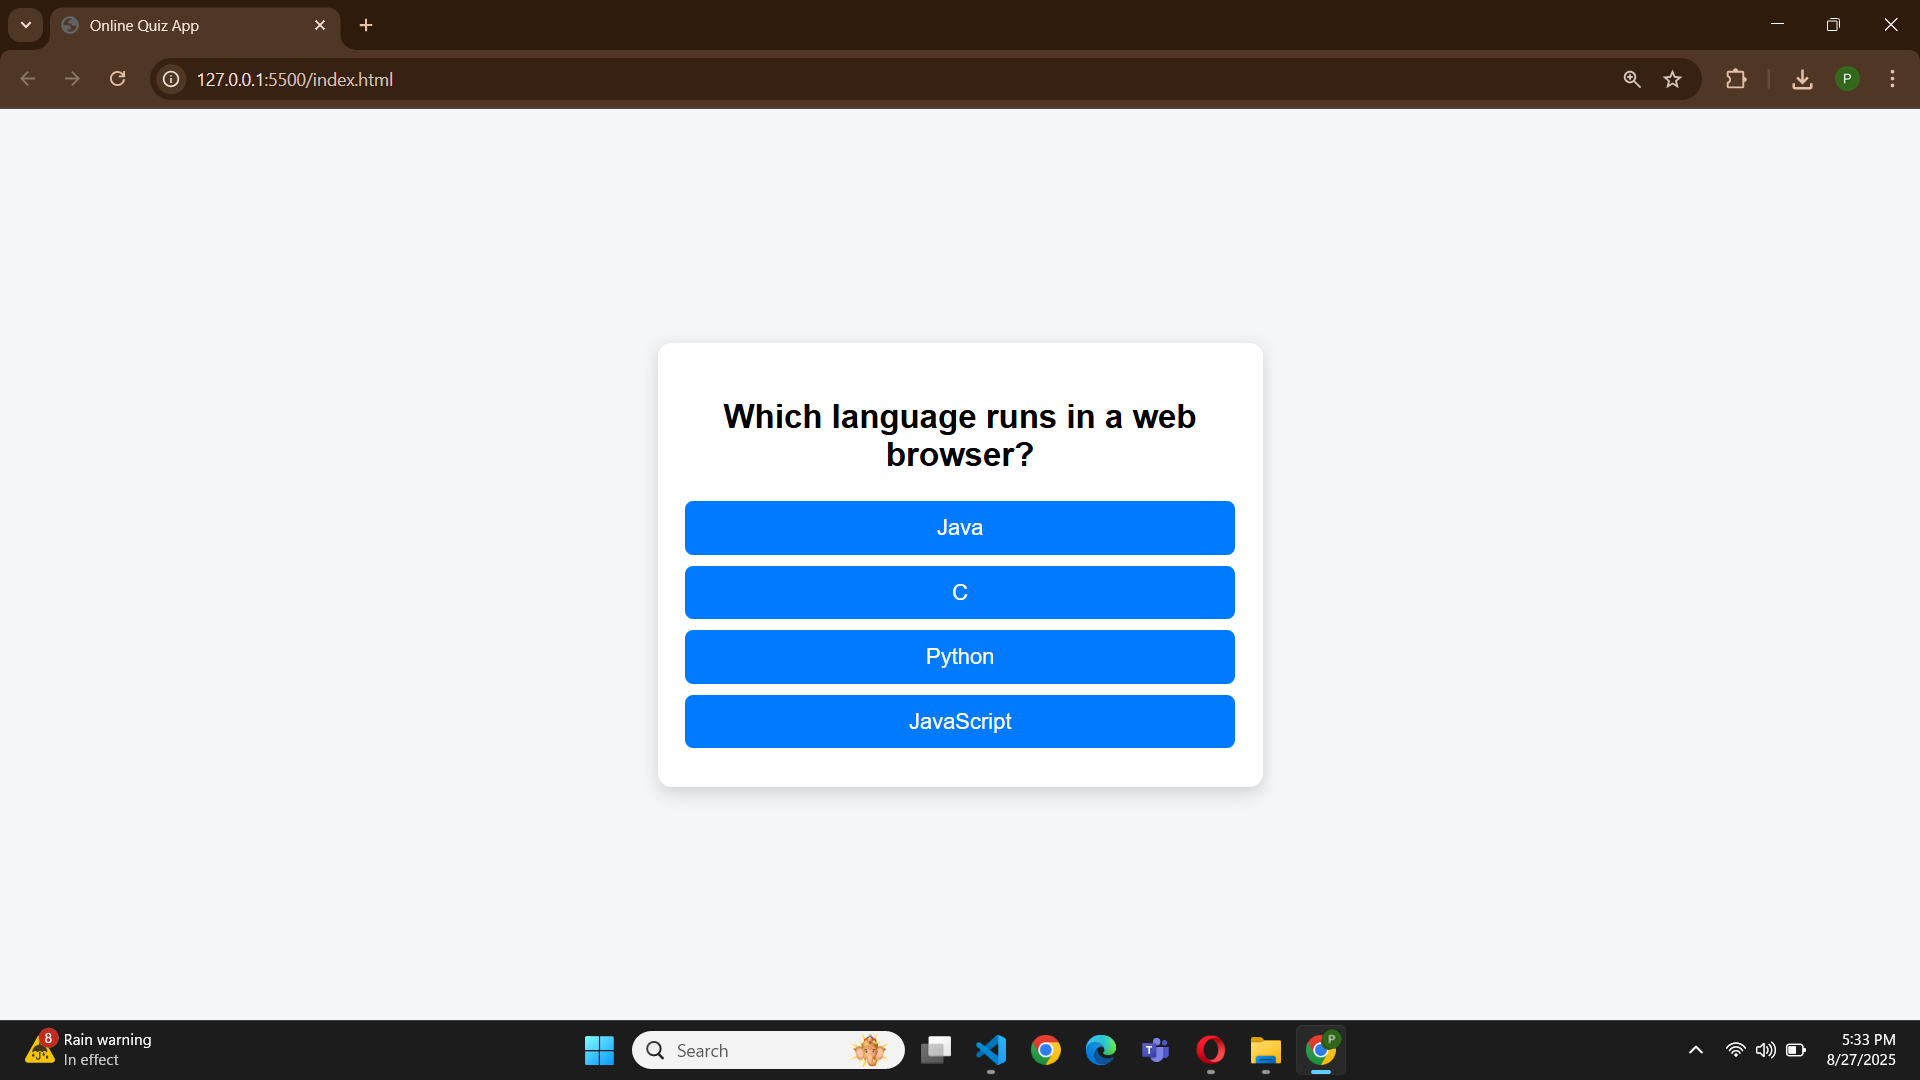 Online Quiz App
127.0.0.1:5500/index.html
P
Which language runs in a web
browser?
Java
C
Python
JavaScript
8
Rain warning
In effect
Search
T
P
5:33 PM
8/27/2025